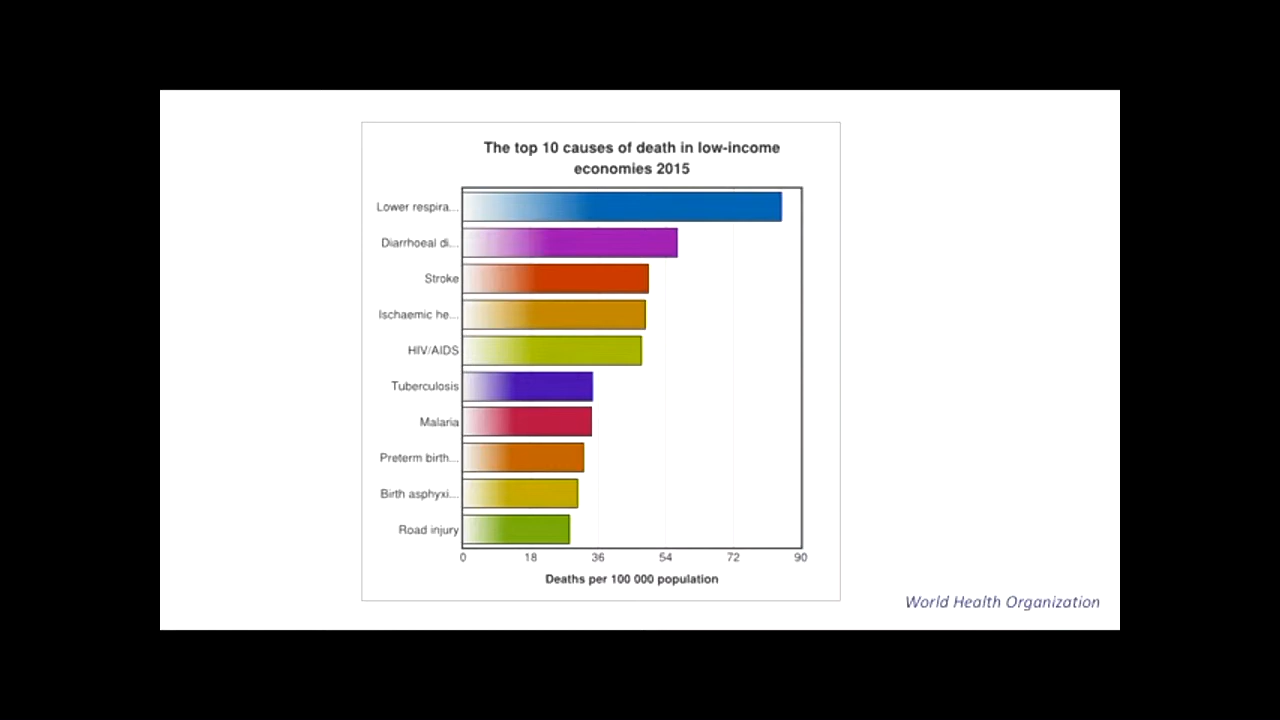 The top 10 causes of death in low-income
economies 2015
Lower respira...
Diarrhoeal di...
Stroke
Ischaemic he...
HIV/AIDS
Tuberculosis
Malaria
Preterm birth...
Birth asphyxi...
Road injury
0 18 36 54 72 90
Deaths per 100 000 population
World Health Organization